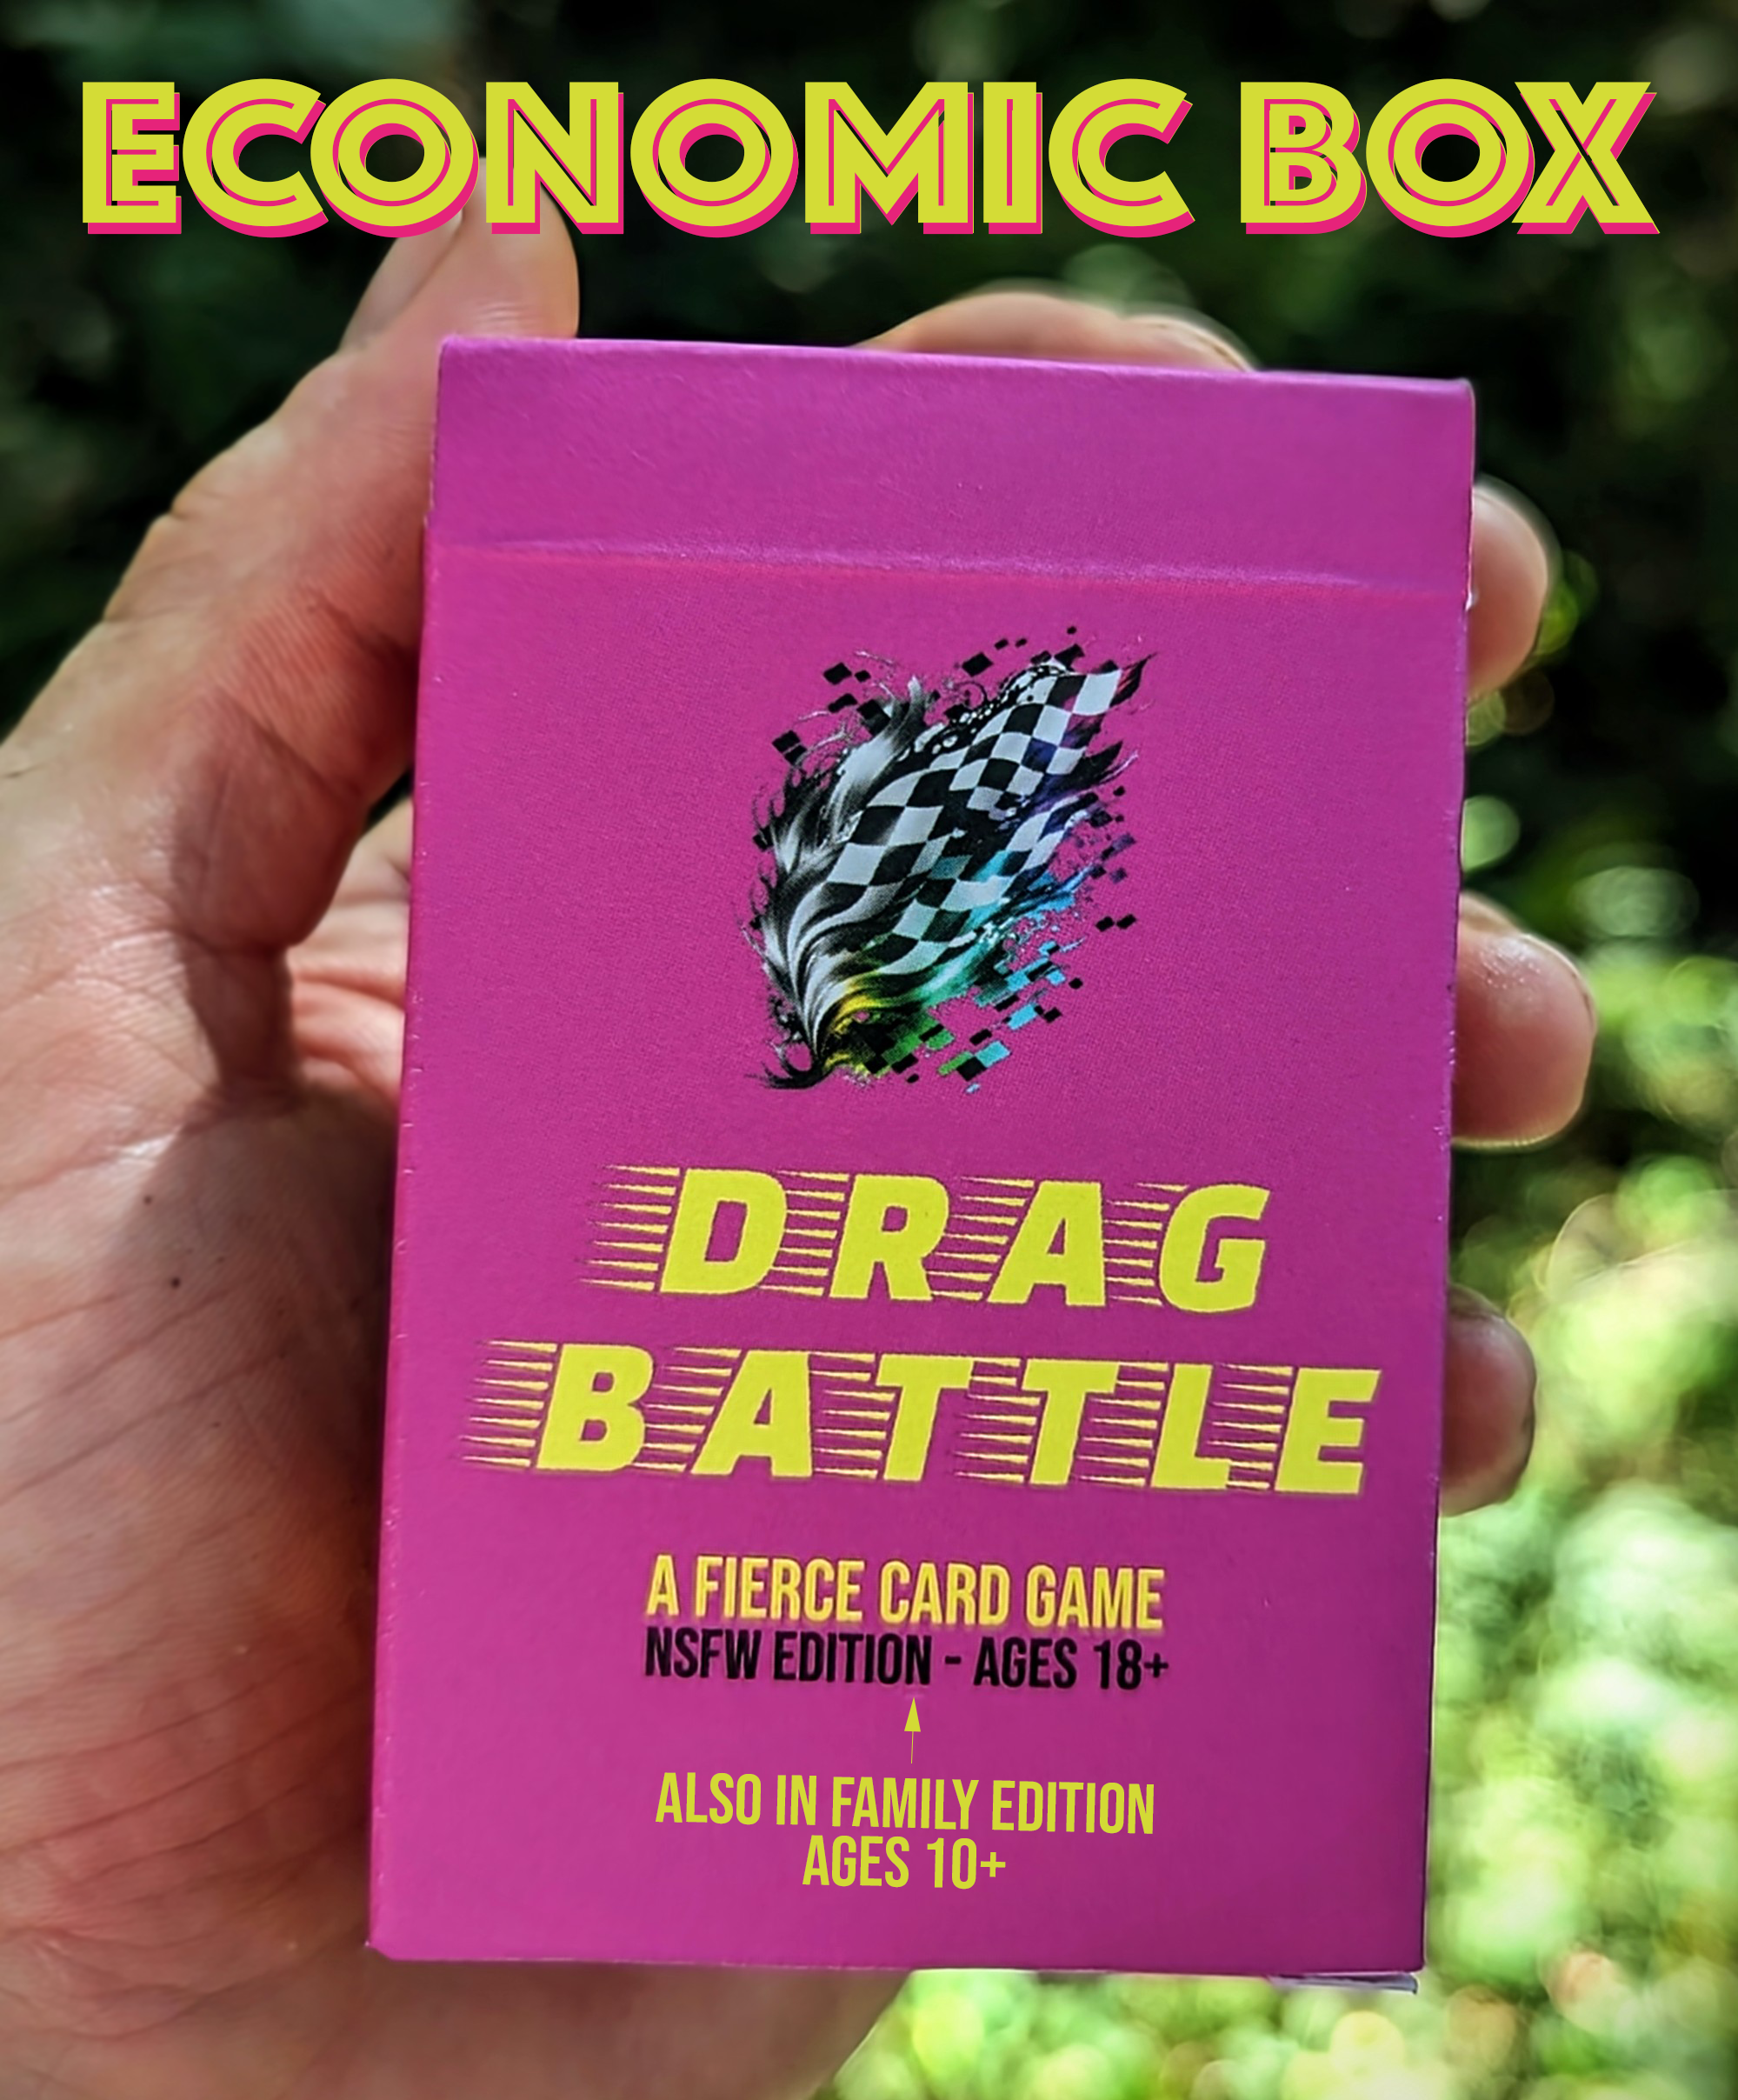 ECONOMIC BOX
DRAG
BATTLE
A FIERCE CARD GAME
NSFW EDITION - AGES 18+
ALSO IN FAMILY EDITION
AGES 10+